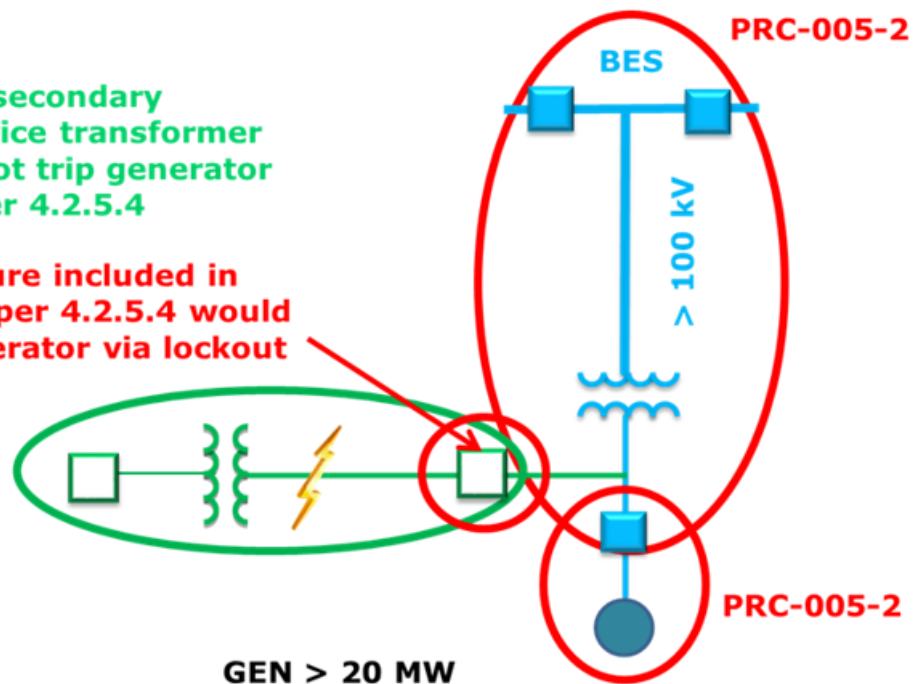 PRC-005-2
BES
secondary
ice transformer
ot trip generator
er 4.2.5.4
> 100 kV
ure included in
per 4.2.5.4 would
erator via lockout
PRC-005-2
GEN > 20 MW